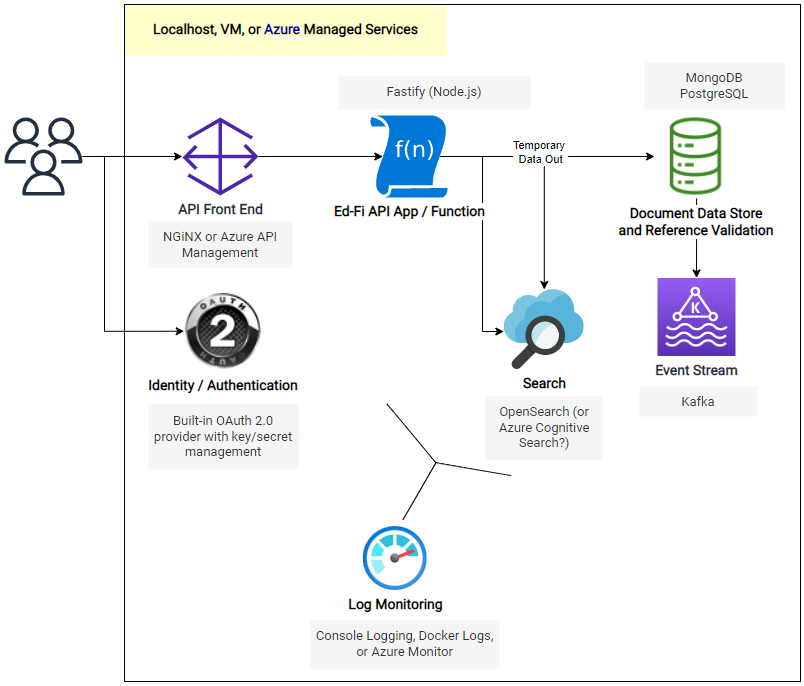 Localhost, VM, or Azure Managed Services
Fastify (Node.js)
MongoDB
PostgreSQL
f(n)
Temporary
Data Out
API Front End
NGiNX or Azure API
Management
Ed-Fi API App / Function
Document Data Store
and Reference Validation
OAUTH
2
OAUTH
Identity / Authentication
Built-in OAuth 2.0
provider with key/secret
management
Search
OpenSearch (or
Azure Cognitive
Search?)
K
Event Stream
Kafka
Log Monitoring
Console Logging, Docker Logs,
or Azure Monitor